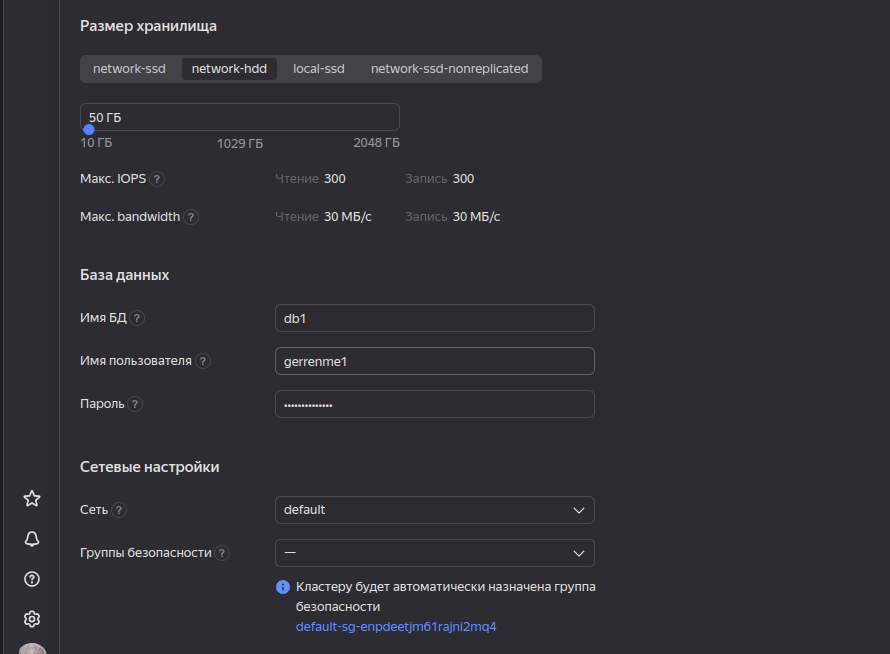 Размер хранилища
network-ssd network-hdd local-ssd network-ssd-nonreplicated
50 ГБ
10 ГБ 1029 ГБ 2048 ГБ
Макс. IOPS ? Чтение 300 Запись 300
Макс. bandwidth ? Чтение 30 МБ/с Запись 30 МБ/с
База данных
Имя БД ? db1
Имя пользователя ? gerrenme1
Пароль ? ••••••••••••••
Сетевые настройки
Сеть ? default
Группы безопасности ? —
Кластеру будет автоматически назначена группа
безопасности
default-sg-enpdeetjm61rajni2mq4